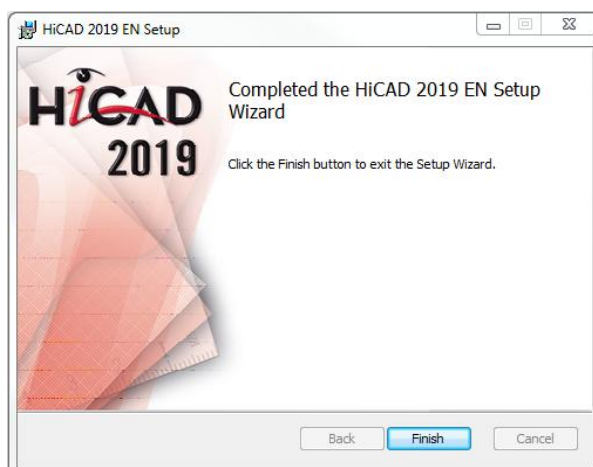 HiCAD 2019 EN Setup
HiCAD
2019
Completed the HiCAD 2019 EN Setup
Wizard
Click the Finish button to exit the Setup Wizard.
Back Finish Cancel